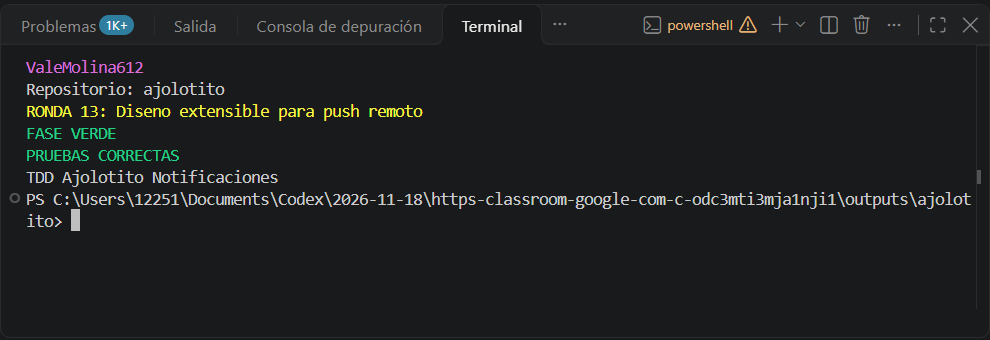 Problemas 1K+ Salida Consola de depuración Terminal ··· powershell ···
ValeMolina612
Repositorio: ajolotito
RONDA 13: Diseno extensible para push remoto
FASE VERDE
PRUEBAS CORRECTAS
TDD Ajolotito Notificaciones
PS C:\Users\12251\Documents\Codex\2026-11-18\https-classroom-google-com-c-odc3mti3mja1nji1\outputs\ajolot
ito>